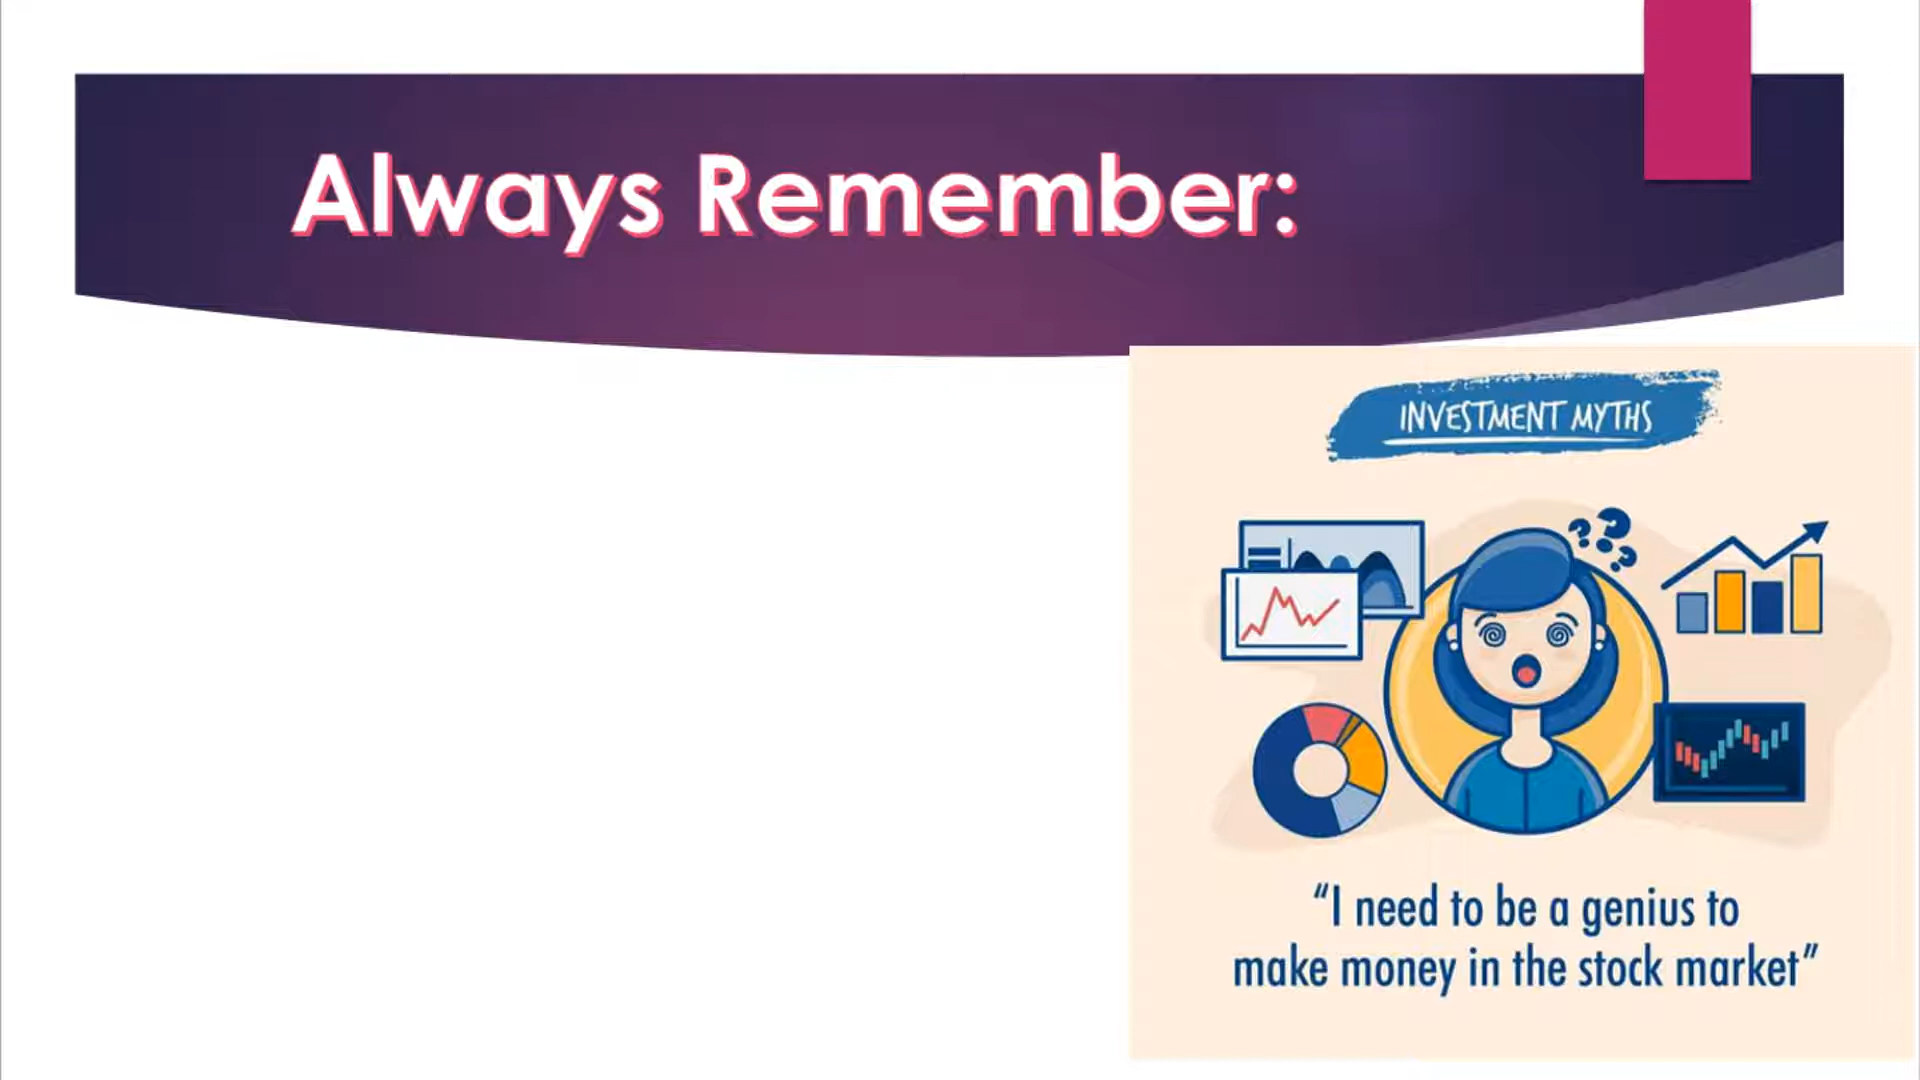 Always Remember:
INVESTMENT MYTHS
“I need to be a genius to
make money in the stock market”